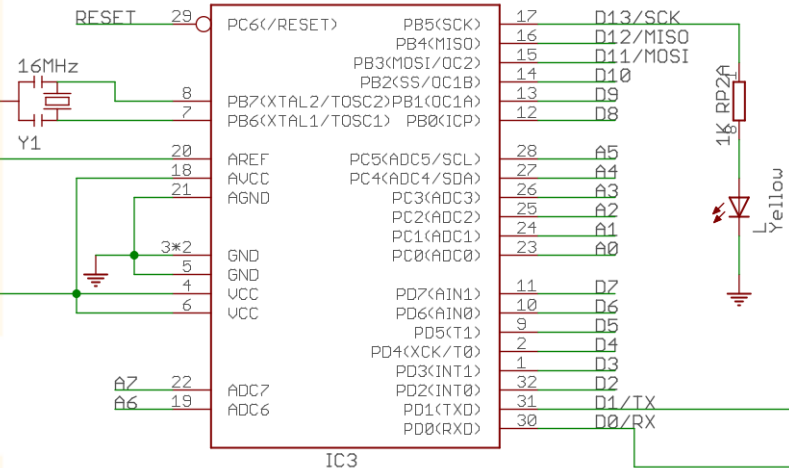 RESET 29 PC6(/RESET) PB5(SCK) 17 D13/SCK
PB4(MISO) 16 D12/MISO
PB3(MOSI/OC2) 15 D11/MOSI
16MHz PB2(SS/OC1B) 14 D10
8 PB7(XTAL2/TOSC2) PB1(OC1A) 13 D9
7 PB6(XTAL1/TOSC1) PB0(ICP) 12 D8
Y1
1K RP2A
1 8
20 AREF PC5(ADC5/SCL) 28 A5
18 AVCC PC4(ADC4/SDA) 27 A4
21 AGND PC3(ADC3) 26 A3
PC2(ADC2) 25 A2
PC1(ADC1) 24 A1
3*2 GND PC0(ADC0) 23 A0
L
Yellow
5 GND
4 VCC PD7(AIN1) 11 D7
6 VCC PD6(AIN0) 10 D6
PD5(T1) 9 D5
PD4(XCK/T0) 2 D4
PD3(INT1) 1 D3
A7 22 ADC7 PD2(INT0) 32 D2
A6 19 ADC6 PD1(TXD) 31 D1/TX
PD0(RXD) 30 D0/RX
IC3